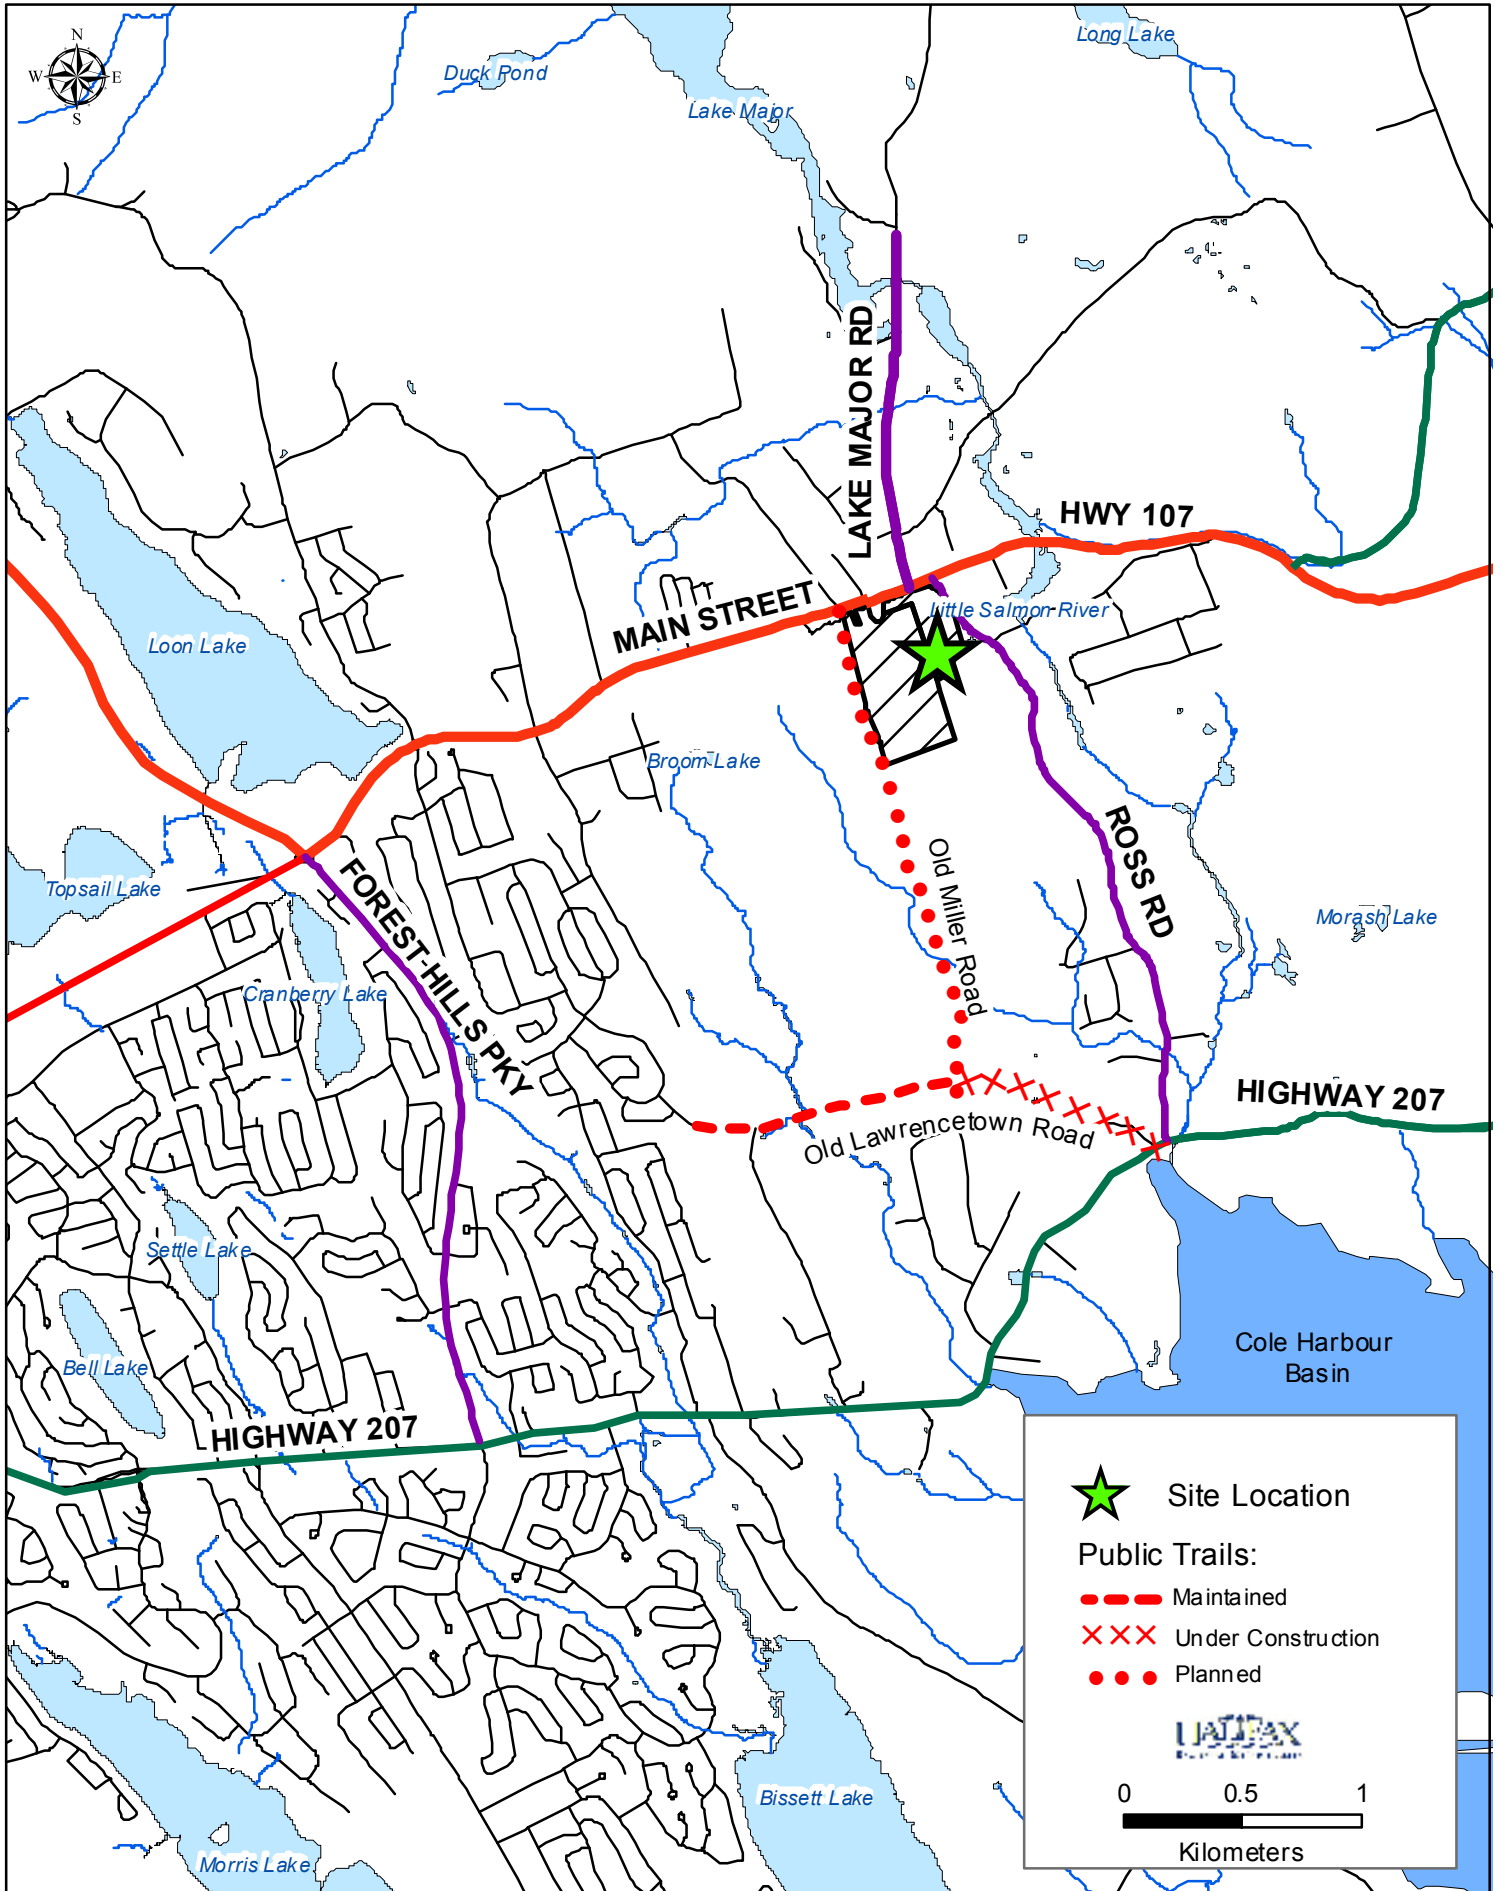 N
W E
S
Duck Pond
Long Lake
Lake Major
LAKE MAJOR RD
HWY 107
MAIN STREET
Little Salmon River
Loon Lake
Broom Lake
Topsail Lake
FOREST HILLS PKY
Old Miller Road
ROSS RD
Morash Lake
Cranberry Lake
HIGHWAY 207
Old Lawrencetown Road
Settle Lake
Bell Lake
Cole Harbour
Basin
HIGHWAY 207
Site Location
Public Trails:
Maintained
Under Construction
Planned
HALIFAX
0 0.5 1
Kilometers
Bissett Lake
Morris Lake